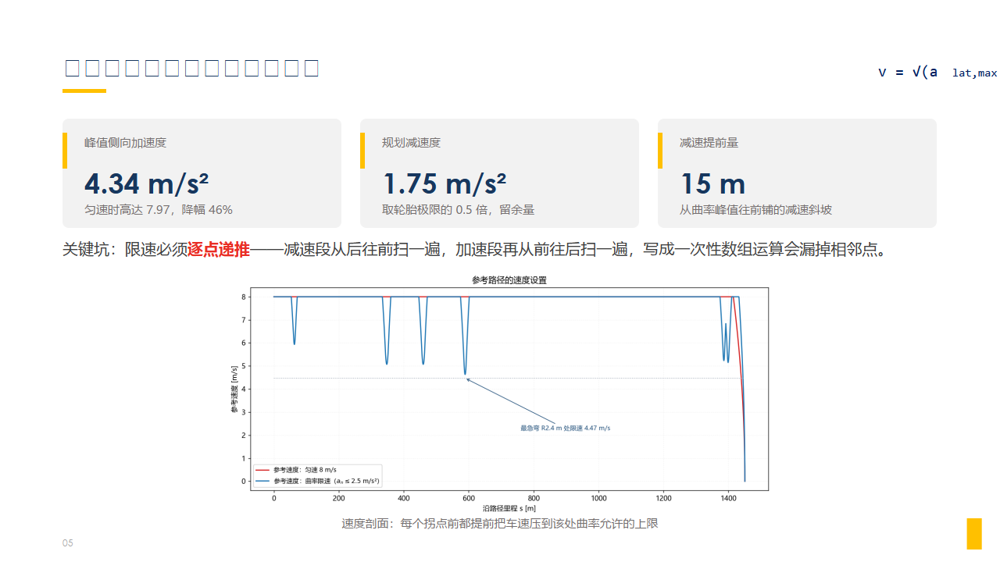 v = √(a lat,max
峰值侧向加速度
4.34 m/s²
匀速时高达 7.97，降幅 46%
规划减速度
1.75 m/s²
取轮胎极限的 0.5 倍，留余量
减速提前量
15 m
从曲率峰值往前铺的减速斜坡
关键坑：限速必须逐点递推——减速段从后往前扫一遍，加速段再从前往后扫一遍，写成一次性数组运算会漏掉相邻点。
参考路径的速度设置
参考速度 [m/s]
8
7
6
5
4
3
2
1
0
最急弯 R2.4 m 处限速 4.47 m/s
参考速度：匀速 8 m/s
参考速度：曲率限速（aₙ ≤ 2.5 m/s²）
0 200 400 600 800 1000 1200 1400
沿路径里程 s [m]
速度剖面：每个拐点前都提前把车速压到该处曲率允许的上限
05